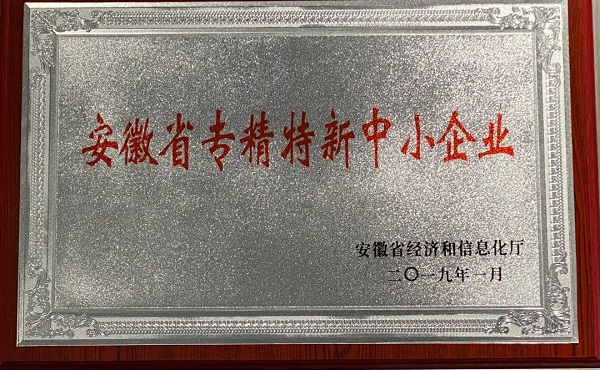 安徽省专精特新中小企业
安徽省经济和信息化厅
二〇一九年一月